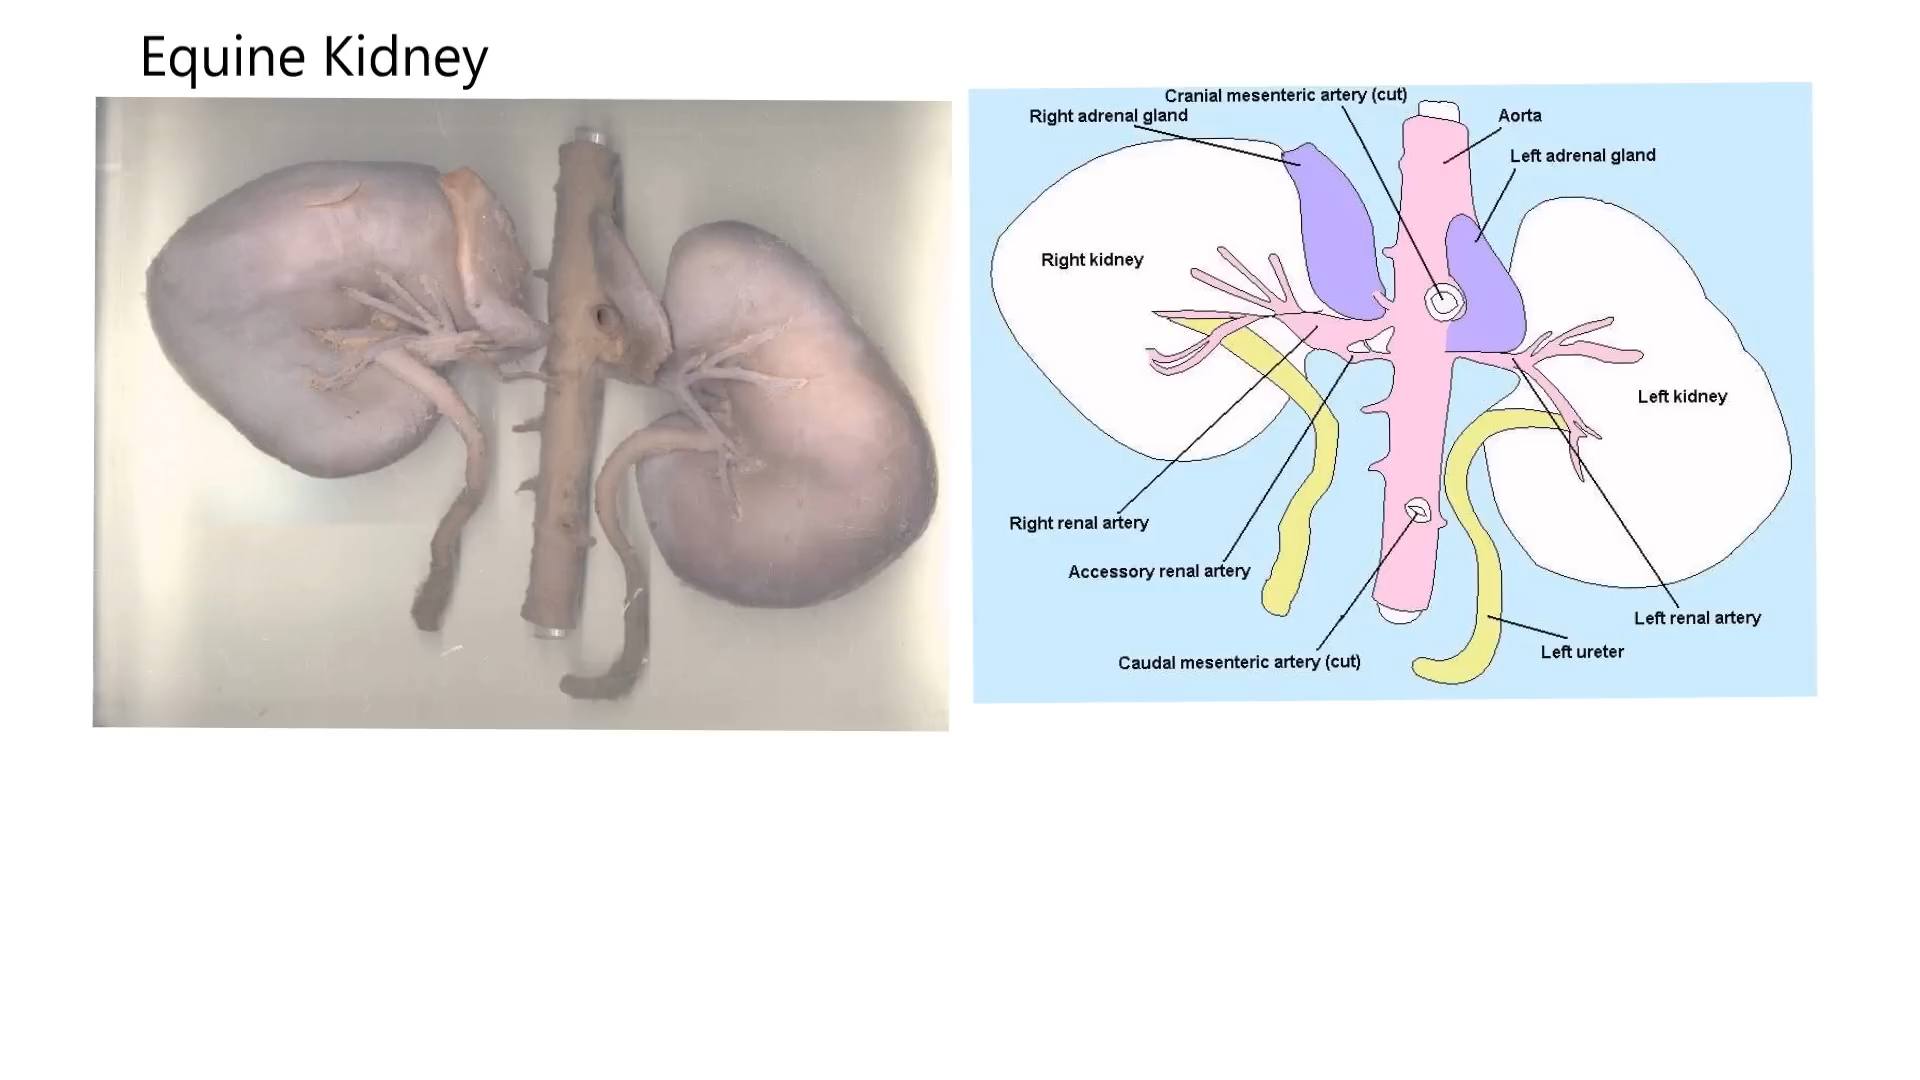 Equine Kidney
Cranial mesenteric artery (cut)
Right adrenal gland
Aorta
Left adrenal gland
Right kidney
Left kidney
Right renal artery
Accessory renal artery
Left renal artery
Left ureter
Caudal mesenteric artery (cut)